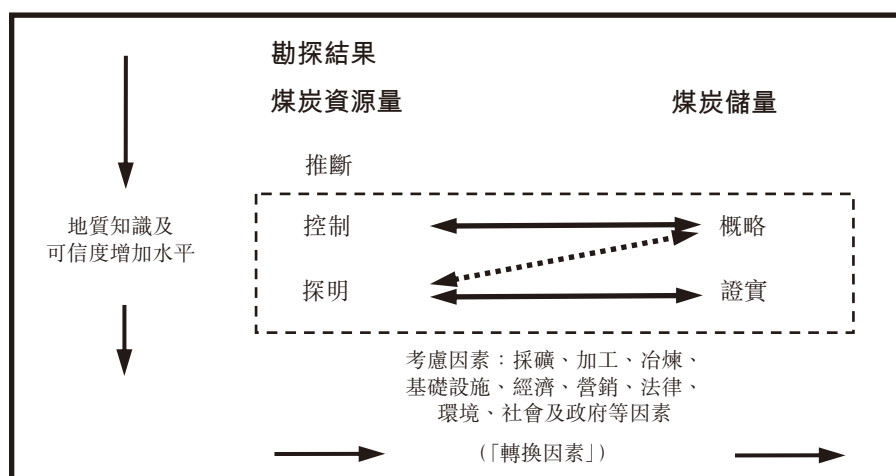 勘探結果
煤炭資源量
煤炭儲量
推斷
地質知識及
可信度增加水平
控制
概略
探明
證實
考慮因素：採礦、加工、冶煉、
基礎設施、經濟、營銷、法律、
環境、社會及政府等因素
(「轉換因素」)